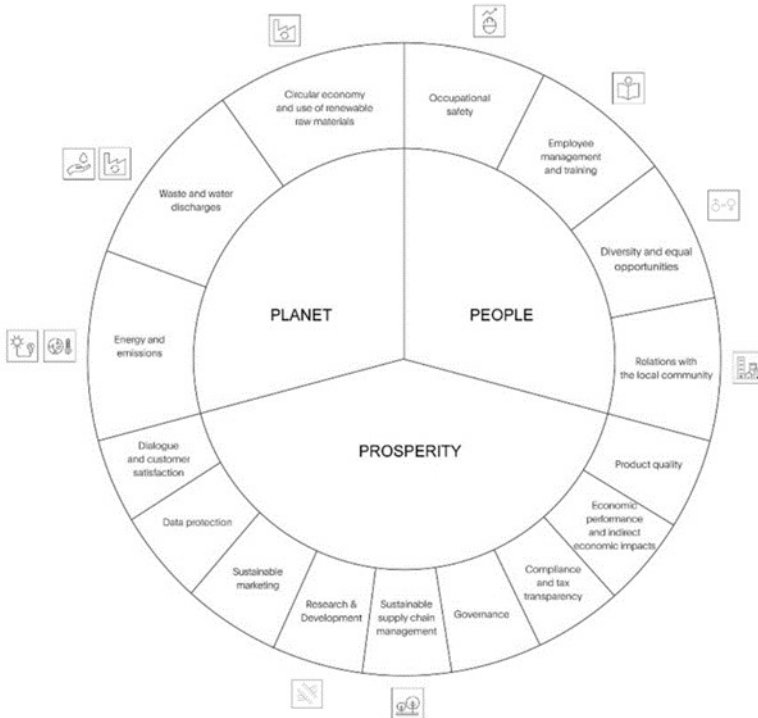 Circular economy
and use of renewable
raw materials
Occupational
safety
Employee
management
and training
Waste and water
discharges
Diversity and equal
opportunities
PLANET
PEOPLE
Energy and
emissions
Relations with
the local community
PROSPERITY
Dialogue
and customer
satisfaction
Product quality
Data protection
Economic
performance
and indirect
economic impacts
Sustainable
marketing
Compliance
and tax
transparency
Research &
Development
Sustainable
supply chain
management
Governance